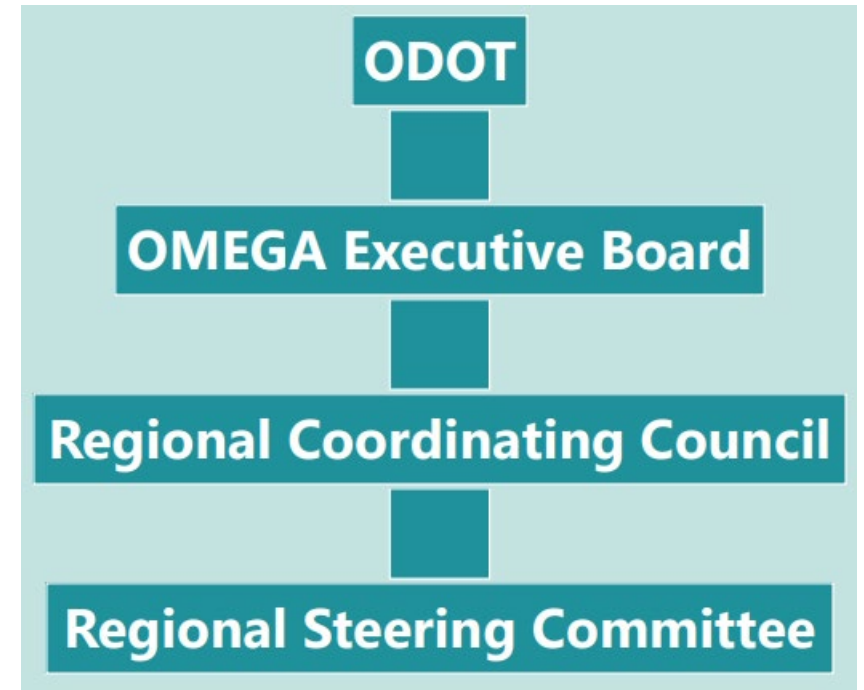 ODOT
OMEGA Executive Board
Regional Coordinating Council
Regional Steering Committee